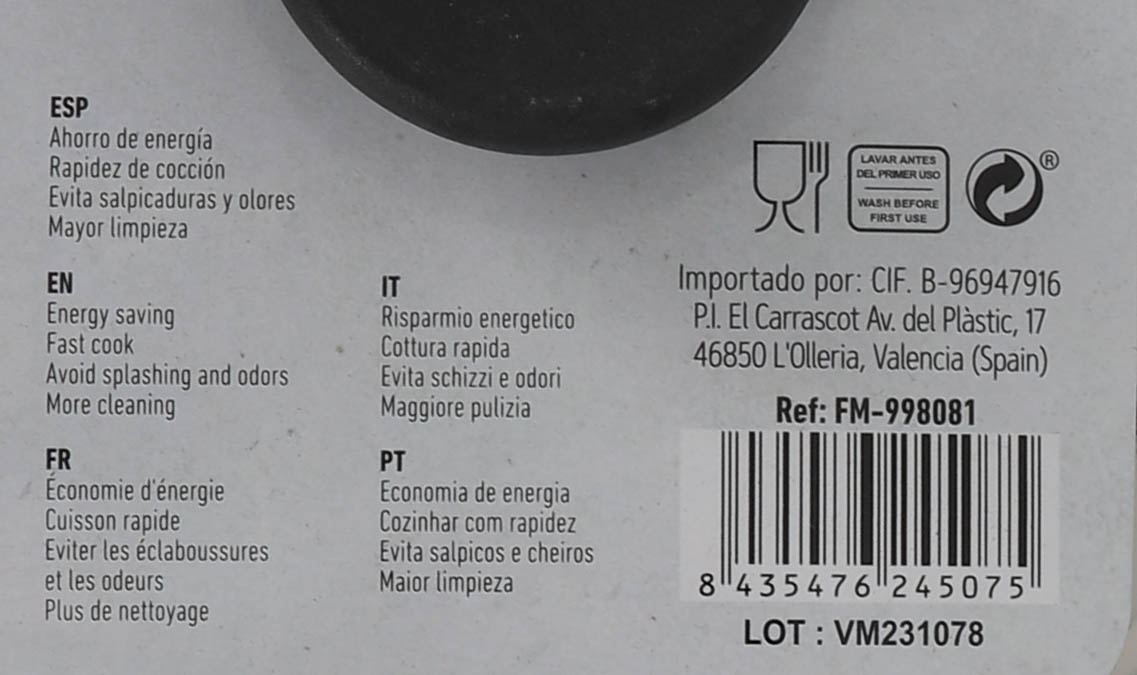 ESP
Ahorro de energía
Rapidez de cocción
Evita salpicaduras y olores
Mayor limpieza
EN
Energy saving
Fast cook
Avoid splashing and odors
More cleaning
FR
Économie d'énergie
Cuisson rapide
Eviter les éclaboussures
et les odeurs
Plus de nettoyage
IT
Risparmio energetico
Cottura rapida
Evita schizzi e odori
Maggiore pulizia
PT
Economia de energia
Cozinhar com rapidez
Evita salpicos e cheiros
Maior limpieza
LAVAR ANTES
DEL PRIMER USO
WASH BEFORE
FIRST USE
®
Importado por: CIF. B-96947916
P.I. El Carrascot Av. del Plàstic, 17
46850 L'Olleria, Valencia (Spain)
Ref: FM-998081
8 435476 245075
LOT : VM231078